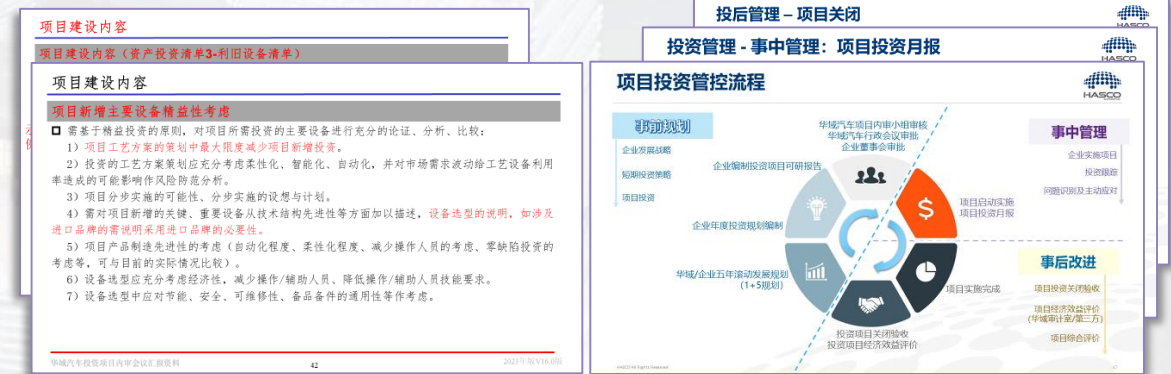 项目建设内容
项目建设内容（资产投资清单3-利旧设备清单）
项目建设内容
项目新增主要设备精益性考虑
需基于精益投资的原则，对项目所需投资的主要设备进行充分的论证、分析、比较：
1）项目工艺方案的策划中最大限度减少项目新增投资。
2）投资的工艺方案策划应充分考虑柔性化、智能化、自动化，并对市场需求波动给工艺设备利用
率造成的可能影响作风险防范分析。
3）项目分步实施的可能性、分步实施的设想与计划。
4）需对项目新增的关键、重要设备从技术结构先进性等方面加以描述，设备选型的说明，如涉及
进口品牌的需说明采用进口品牌的必要性。
5）项目产品制造先进性的考虑（自动化程度、柔性化程度、减少操作人员的考虑、零缺陷投资的
考虑等，可与目前的实际情况比较）。
6）设备选型应充分考虑经济性，减少操作/辅助人员、降低操作/辅助人员技能要求。
7）设备选型中应对节能、安全、可维修性、备品备件的通用性等作考虑。
华域汽车投资项目内审会议汇报资料
42
2023年版V16.0版
投后管理 – 项目关闭
HASCO
投资管理 - 事中管理：项目投资月报
HASCO
项目投资管控流程
HASCO
事前规划
企业发展战略
短期投资策略
项目投资
华域汽车项目内审小组审核
华域汽车行政会议审批
企业董事会审批
企业编制投资项目可研报告
企业年度投资规划编制
华域/企业五年滚动发展规划
（1+5规划）
$
项目启动实施
项目投资月报
项目实施完成
投资项目关闭验收
投资项目经济效益评价
事中管理
企业实施项目
投资跟踪
问题识别及主动应对
事后改进
项目投资关闭验收
项目经济效益评价
（华域审计室/第三方）
项目综合评价
HASCO All Rights Reserved